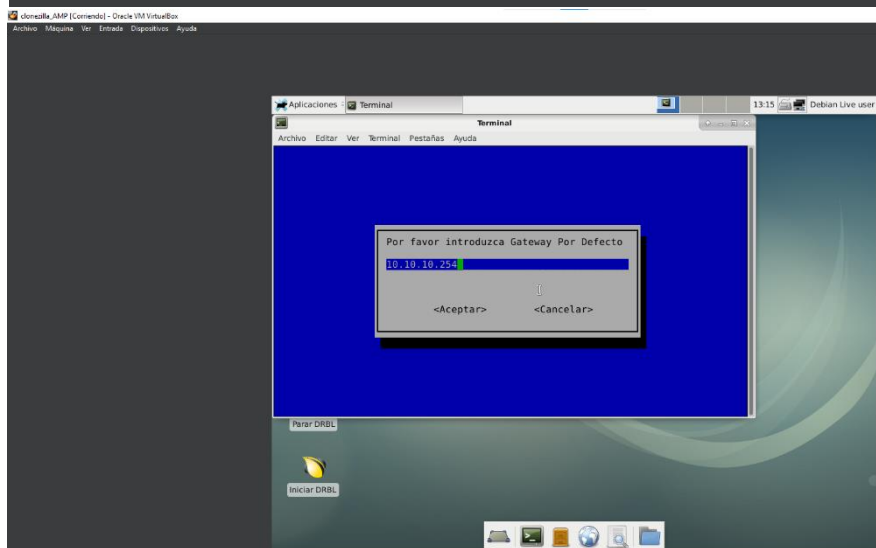 clonezilla_AMP [Corriendo] - Oracle VM VirtualBox
Archivo Máquina Ver Entrada Dispositivos Ayuda
Aplicaciones Terminal 13:15 Debian Live user
Terminal
Archivo Editar Ver Terminal Pestañas Ayuda
Por favor introduzca Gateway Por Defecto
10.10.10.254
<Aceptar> <Cancelar>
Parar DRBL
Iniciar DRBL